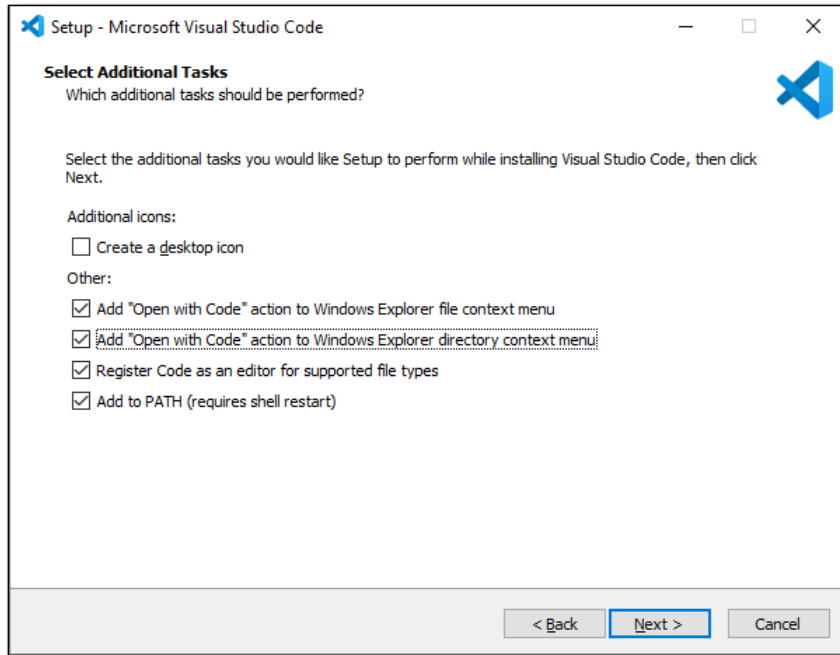 Setup - Microsoft Visual Studio Code
Select Additional Tasks
Which additional tasks should be performed?
Select the additional tasks you would like Setup to perform while installing Visual Studio Code, then click
Next.
Additional icons:
Create a desktop icon
Other:
Add "Open with Code" action to Windows Explorer file context menu
Add "Open with Code" action to Windows Explorer directory context menu
Register Code as an editor for supported file types
Add to PATH (requires shell restart)
< Back Next > Cancel